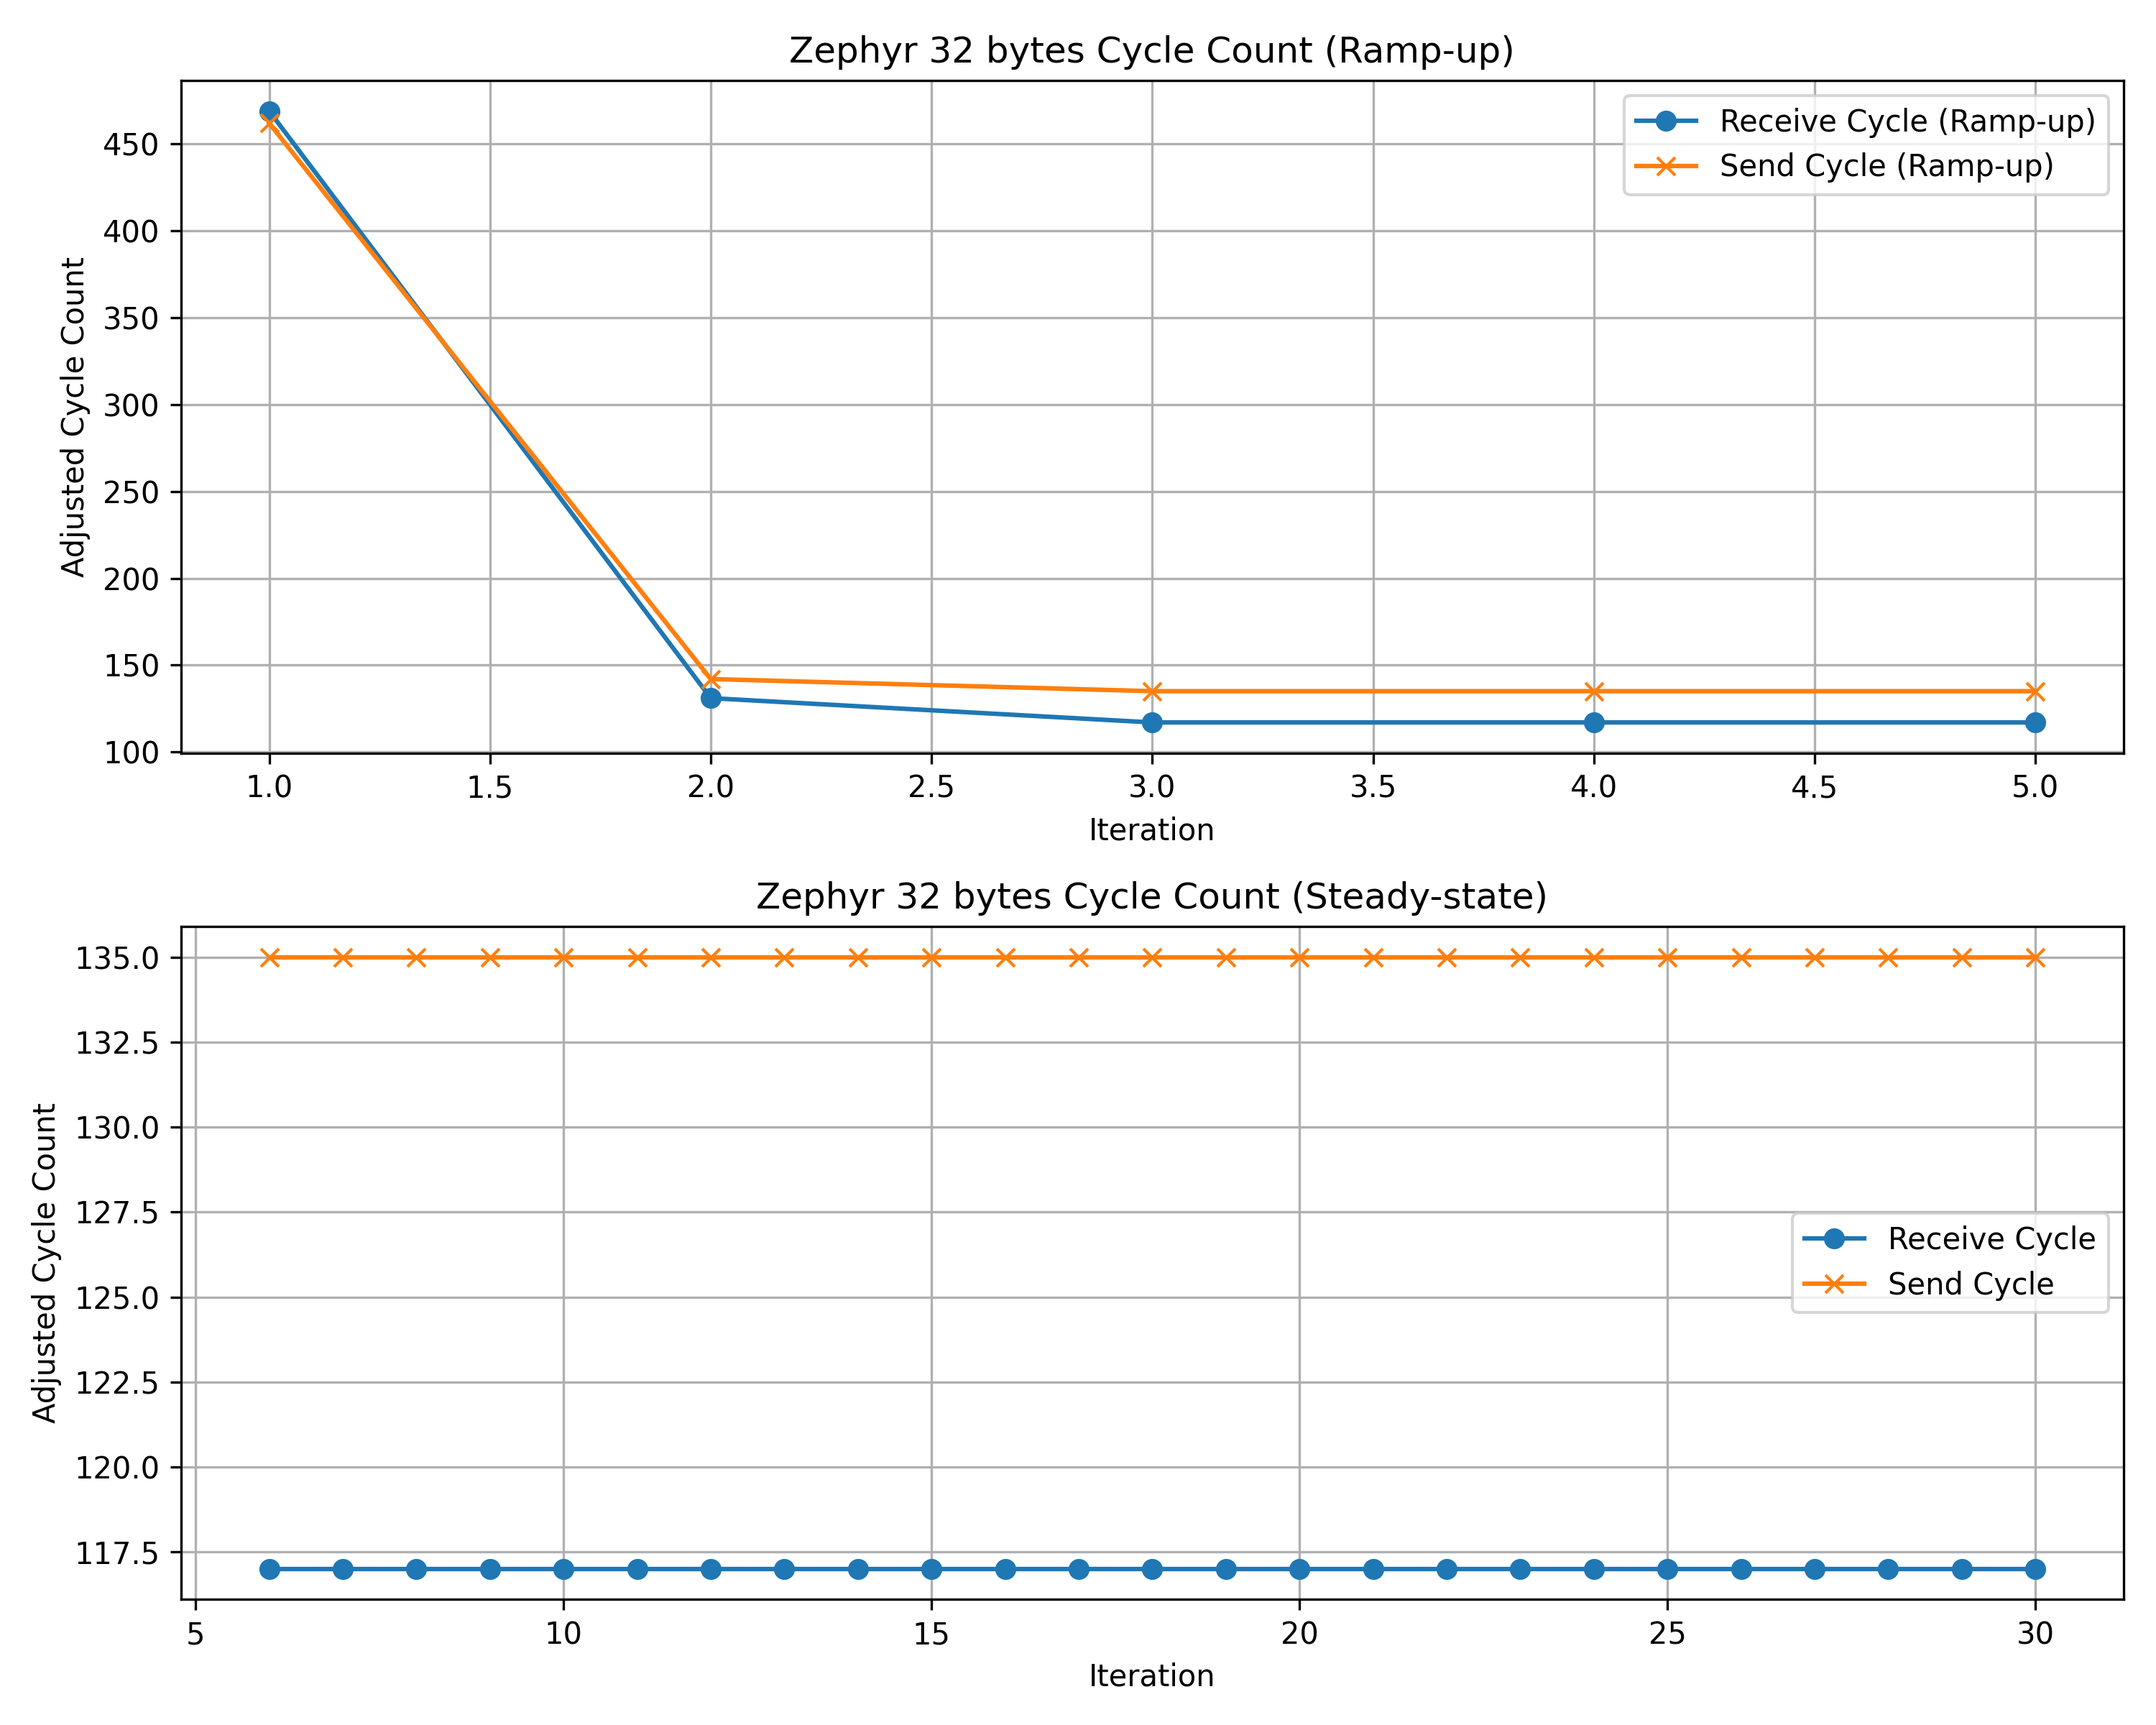 Zephyr 32 bytes Cycle Count (Ramp-up)
Adjusted Cycle Count
450
400
350
300
250
200
150
100
Receive Cycle (Ramp-up)
Send Cycle (Ramp-up)
1.0 1.5 2.0 2.5 3.0 3.5 4.0 4.5 5.0
Iteration
Zephyr 32 bytes Cycle Count (Steady-state)
Adjusted Cycle Count
135.0
132.5
130.0
127.5
125.0
122.5
120.0
117.5
Receive Cycle
Send Cycle
5 10 15 20 25 30
Iteration